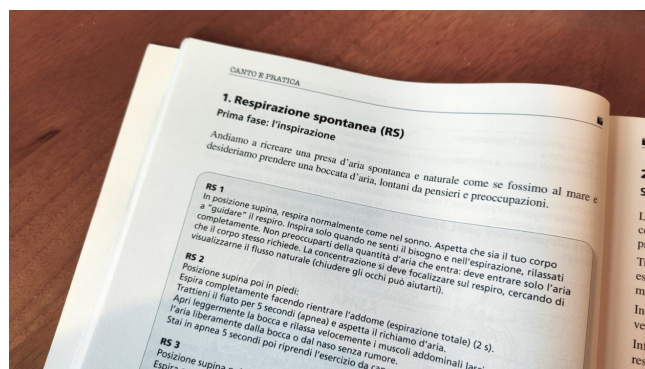 CANTO E PRATICA
1. Respirazione spontanea (RS)
Prima fase: l'inspirazione
Andiamo a ricreare una presa d'aria spontanea e naturale come se fossimo al mare e
desideriamo prendere una boccata d'aria, lontani da pensieri e preoccupazioni.
RS 1
In posizione supina, respira normalmente come nel sonno. Aspetta che sia il tuo corpo
a "guidare" il respiro. Inspira solo quando ne senti il bisogno e nell'espirazione, rilassati
completamente. Non preoccuparti della quantità d'aria che entra: deve entrare solo l'aria
che il corpo stesso richiede. La concentrazione si deve focalizzare sul respiro, cercando di
visualizzarne il flusso naturale (chiudere gli occhi può aiutarti).
RS 2
Posizione supina poi in piedi:
Espira completamente facendo rientrare l'addome (espirazione totale) (2 s).
Trattieni il fiato per 5 secondi (apnea) e aspetta il richiamo d'aria.
Apri leggermente la bocca e rilassa velocemente i muscoli addominali
l'aria liberamente dalla bocca o dal naso senza rumore.
Stai in apnea 5 secondi poi riprendi l'esercizio da
RS 3
Posizione supina